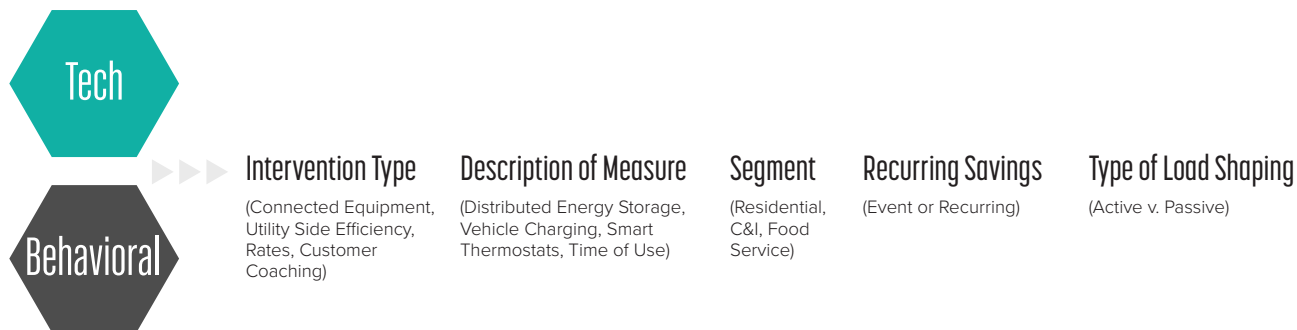 Tech
Behavioral
Intervention Type
(Connected Equipment,
Utility Side Efficiency,
Rates, Customer
Coaching)
Description of Measure
(Distributed Energy Storage,
Vehicle Charging, Smart
Thermostats, Time of Use)
Segment
(Residential,
C&I, Food
Service)
Recurring Savings
(Event or Recurring)
Type of Load Shaping
(Active v. Passive)